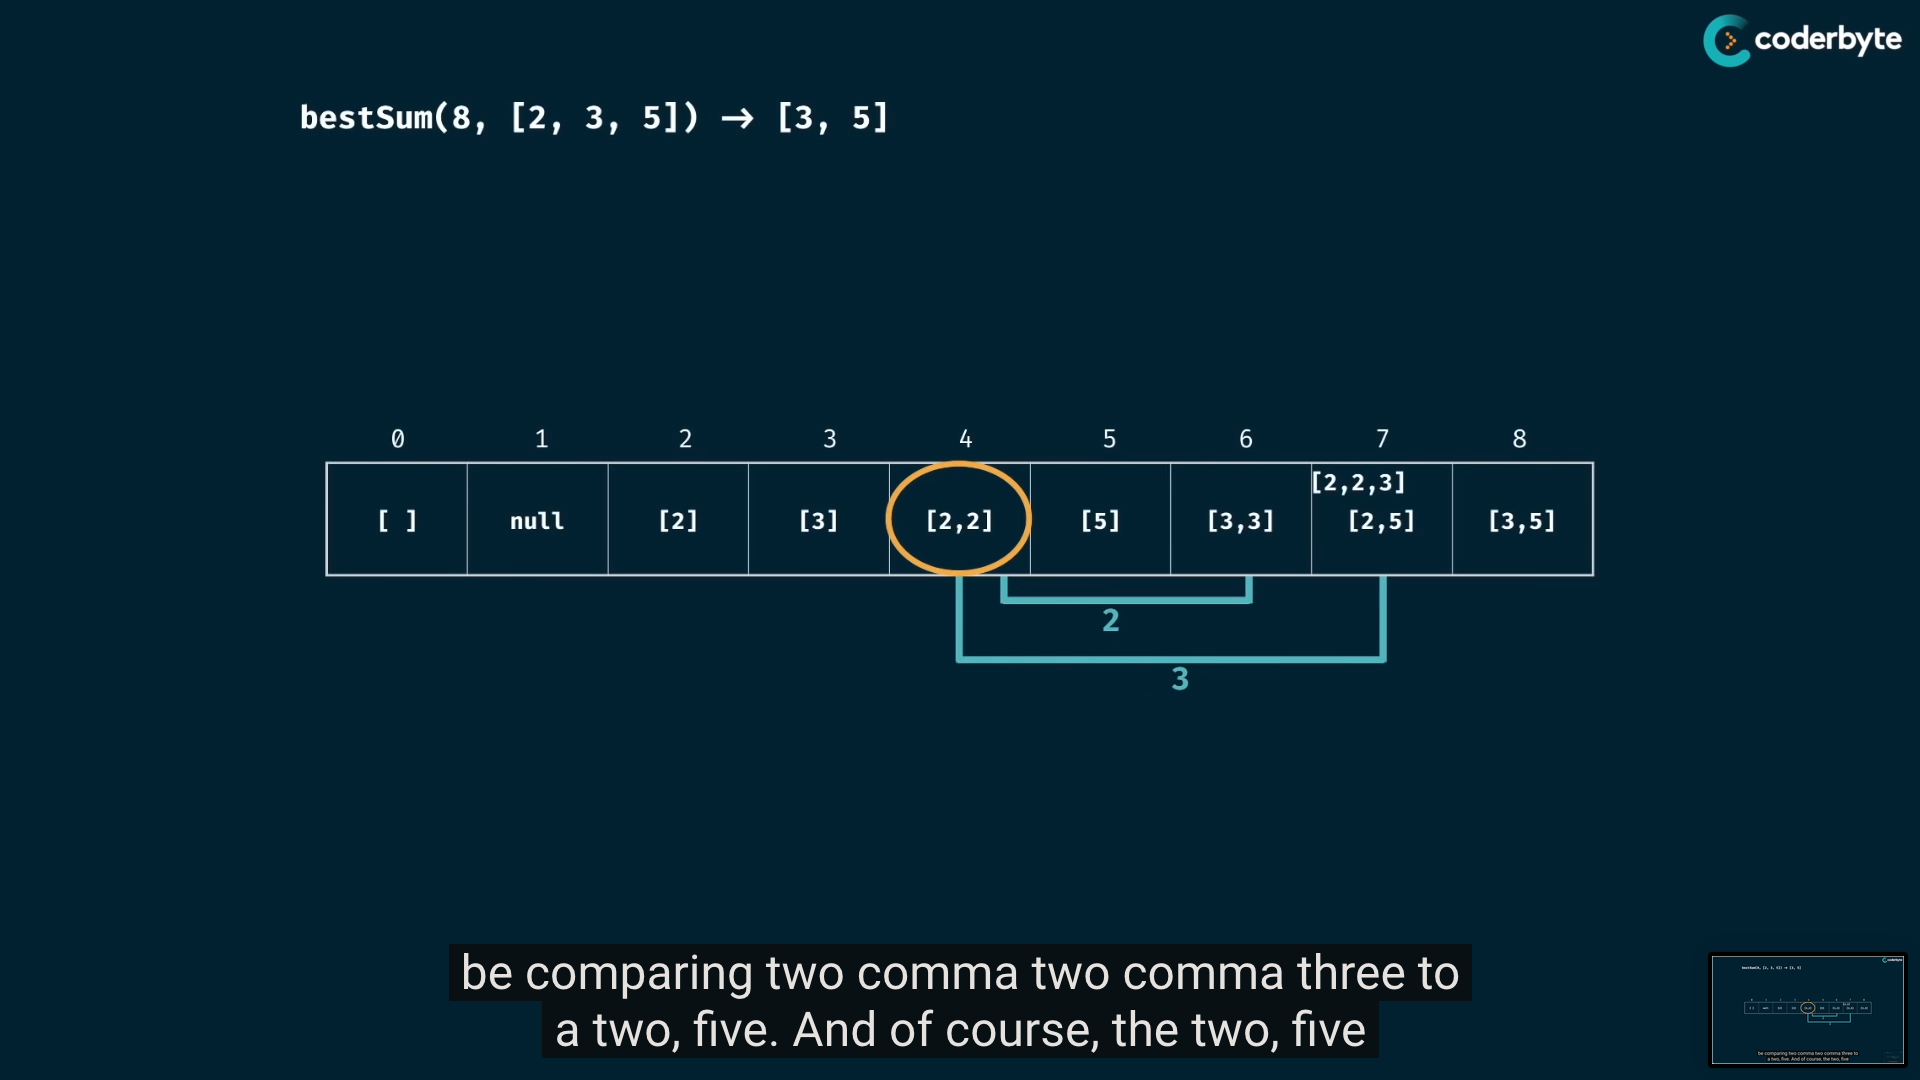 coderbyte
bestSum(8, [2, 3, 5]) → [3, 5]
0 1 2 3 4 5 6 7 8
[2,2,3]
[ ] null [2] [3] [2,2] [5] [3,3] [2,5] [3,5]
2
3
be comparing two comma two comma three to
a two, five. And of course, the two, five